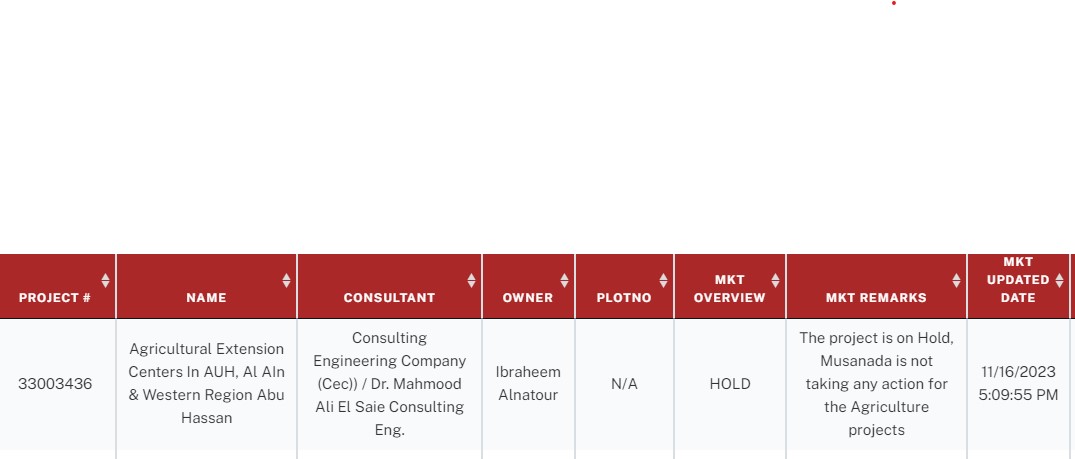 PROJECT #
NAME
CONSULTANT
OWNER
PLOTNO
MKT
OVERVIEW
MKT REMARKS
MKT
UPDATED
DATE
33003436
Agricultural Extension
Centers In AUH, Al AIn
& Western Region Abu
Hassan
Consulting
Engineering Company
(Cec)) / Dr. Mahmood
Ali El Saie Consulting
Eng.
Ibraheem
Alnatour
N/A
HOLD
The project is on Hold,
Musanada is not
taking any action for
the Agriculture
projects
11/16/2023
5:09:55 PM